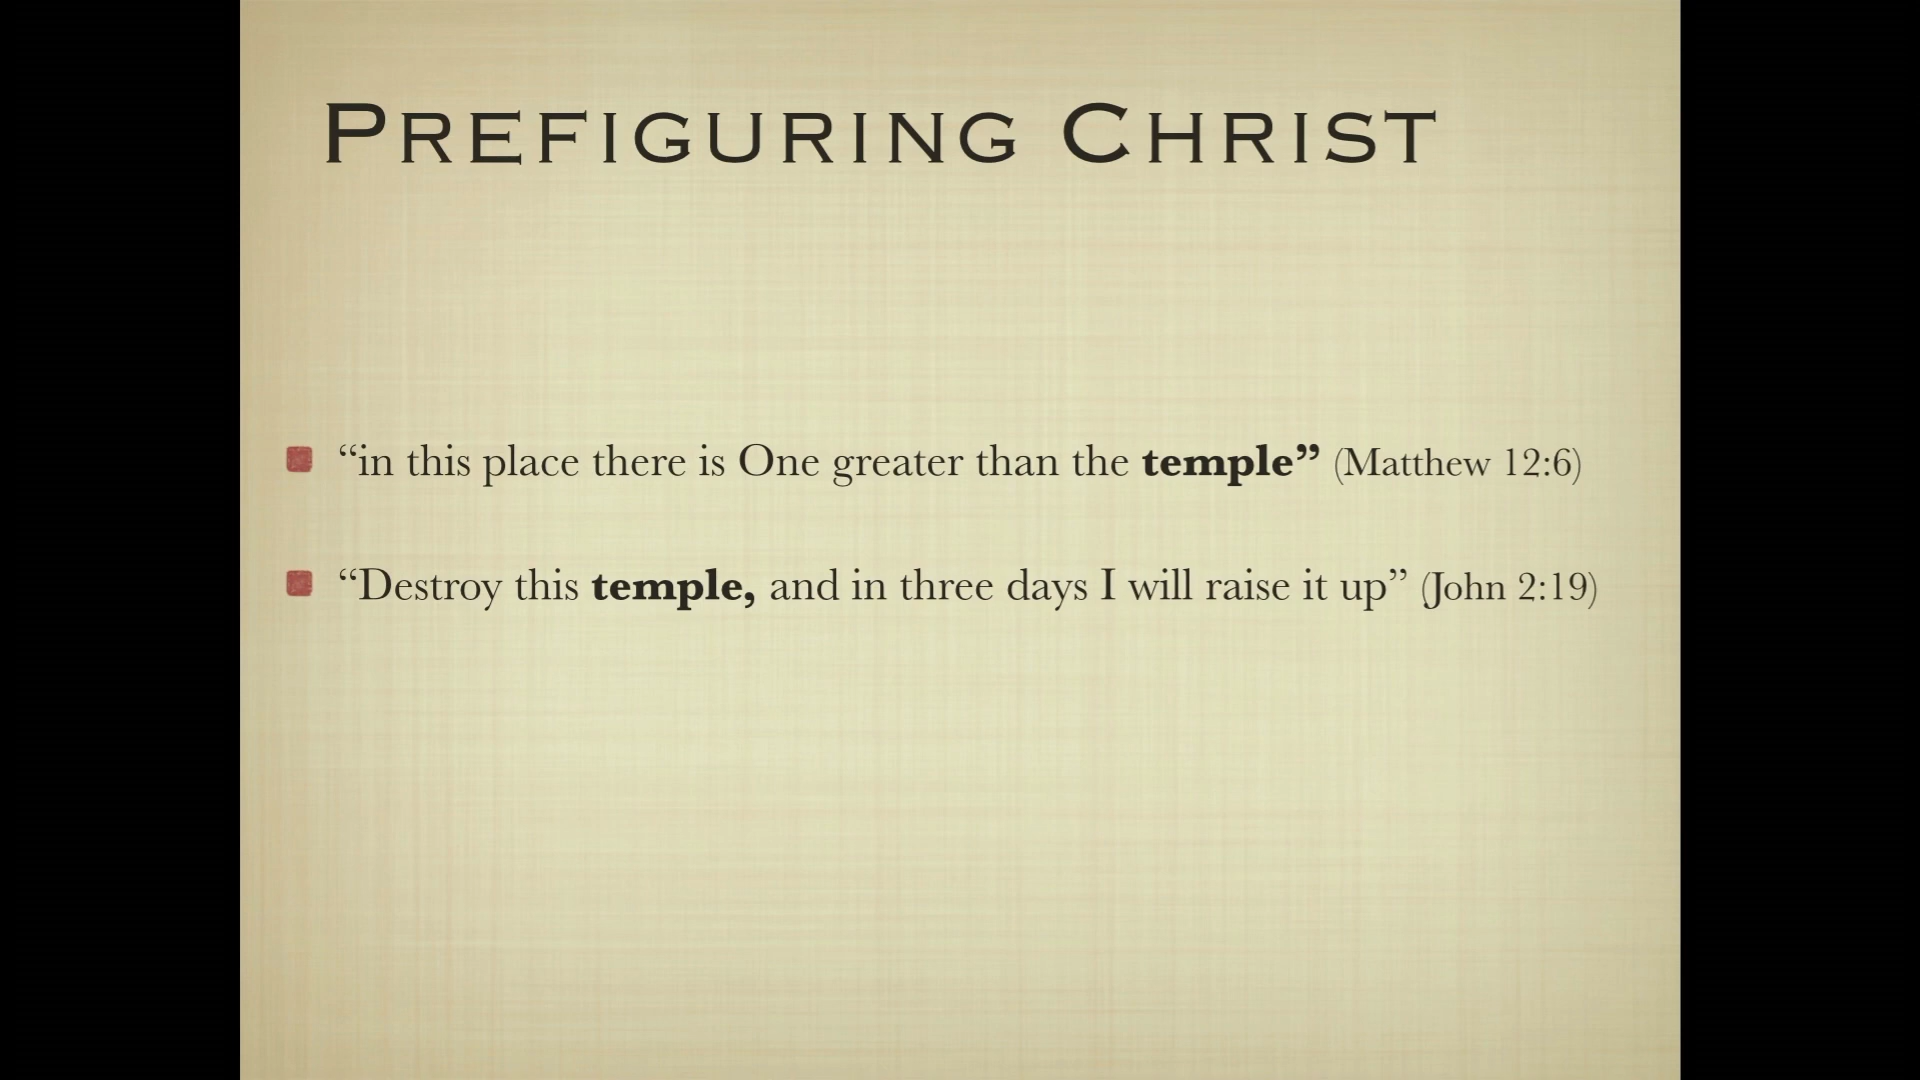 Prefiguring Christ
“in this place there is One greater than the temple” (Matthew 12:6)
“Destroy this temple, and in three days I will raise it up” (John 2:19)